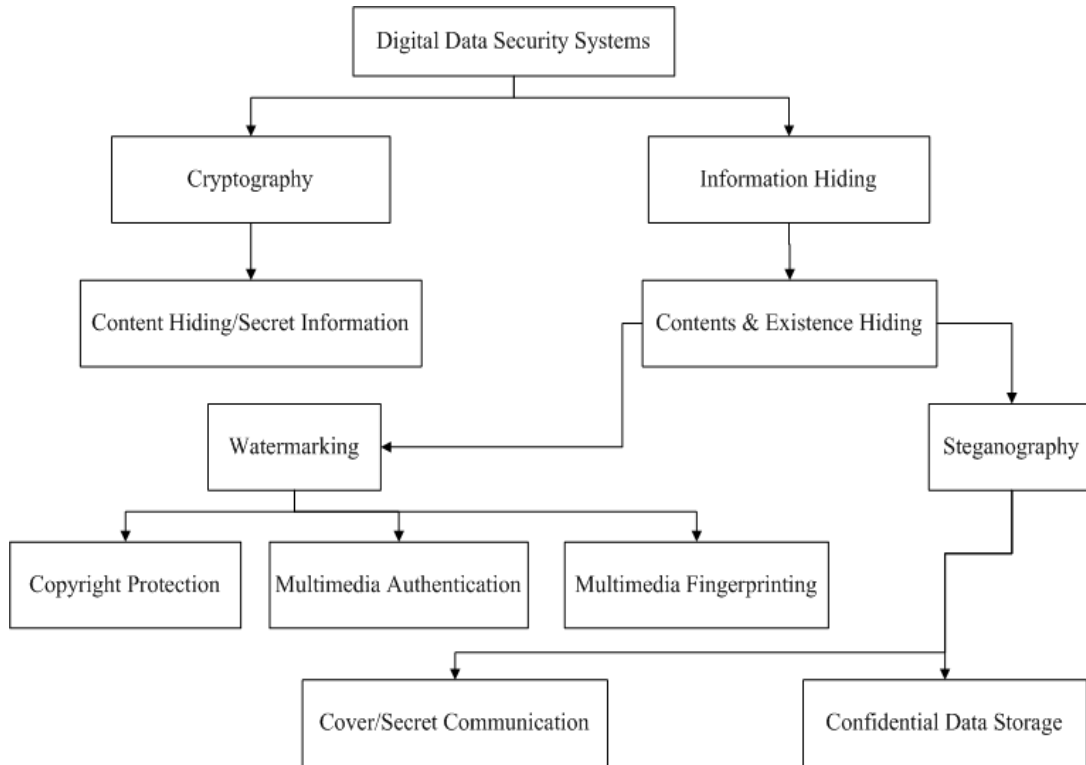 Digital Data Security Systems
Cryptography
Information Hiding
Content Hiding/Secret Information
Contents & Existence Hiding
Watermarking
Steganography
Copyright Protection
Multimedia Authentication
Multimedia Fingerprinting
Cover/Secret Communication
Confidential Data Storage